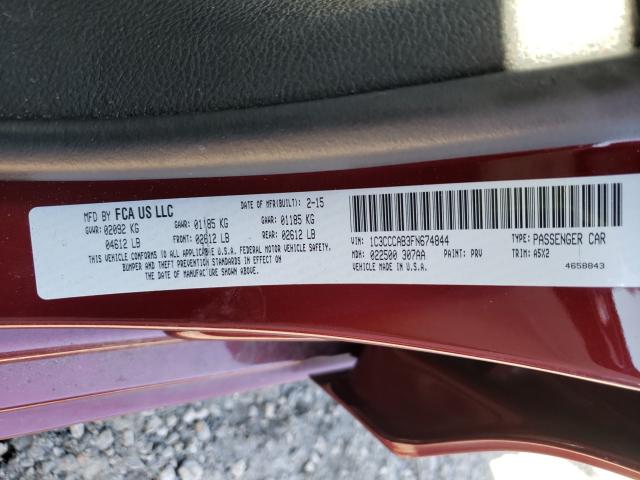 MFD BY FCA US LLC DATE OF MFR(BUILT): 2-15
GVWR: 02092 KG GAWR: 01185 KG GAWR: 01185 KG
04612 LB FRONT: 02612 LB REAR: 02612 LB
THIS VEHICLE CONFORMS TO ALL APPLICABLE U.S.A. FEDERAL MOTOR VEHICLE SAFETY,
BUMPER AND THEFT PREVENTION STANDARDS IN EFFECT ON
THE DATE OF MANUFACTURE SHOWN ABOVE.
VIN: 1C3CCCAB3FN674844 TYPE: PASSENGER CAR
MDH: 022500 307AA PAINT: PRV TRIM: A5X2
VEHICLE MADE IN U.S.A. 4658843